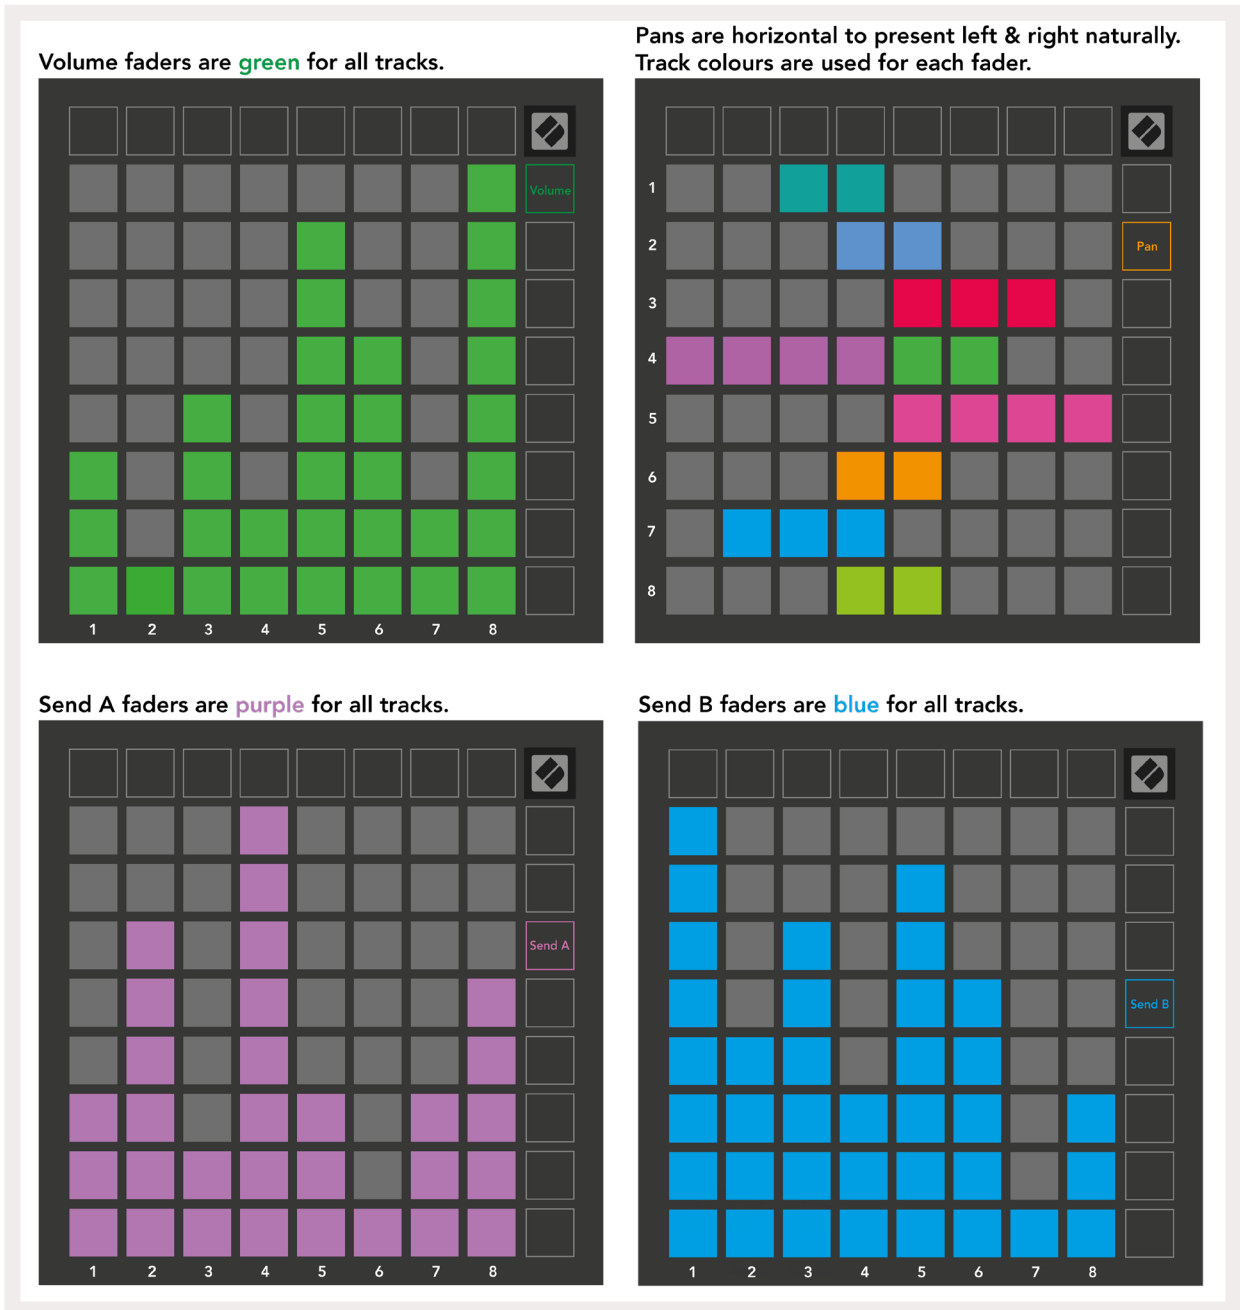 Volume faders are green for all tracks.
Pans are horizontal to present left & right naturally.
Track colours are used for each fader.
Volume
1 2 3 4 5 6 7 8
1
2
Pan
3
4
5
6
7
8
Send A faders are purple for all tracks.
Send A
1 2 3 4 5 6 7 8
Send B faders are blue for all tracks.
Send B
1 2 3 4 5 6 7 8